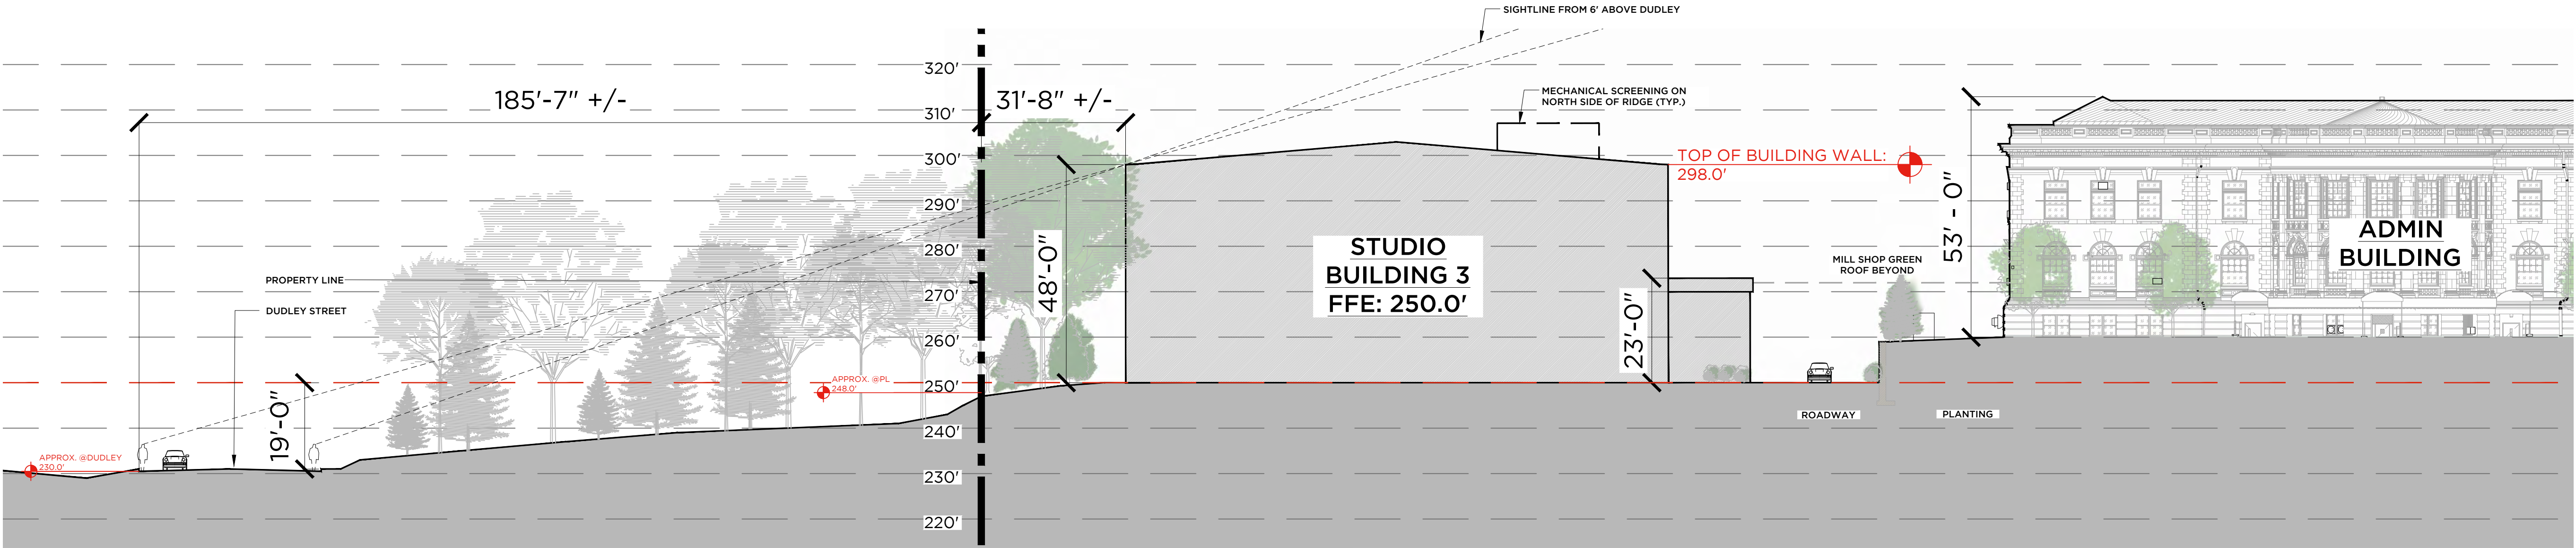 SIGHTLINE FROM 6' ABOVE DUDLEY
320'
185'-7" +/-
31'-8" +/-
310'
MECHANICAL SCREENING ON
NORTH SIDE OF RIDGE (TYP.)
300'
TOP OF BUILDING WALL:
298.0'
290'
280'
48'-0"
STUDIO
BUILDING 3
FFE: 250.0'
53' - 0"
ADMIN
BUILDING
MILL SHOP GREEN
ROOF BEYOND
PROPERTY LINE
270'
DUDLEY STREET
260'
23'-0"
250'
APPROX. @PL
248.0'
19'-0"
240'
ROADWAY
PLANTING
APPROX. @DUDLEY
230.0'
230'
220'